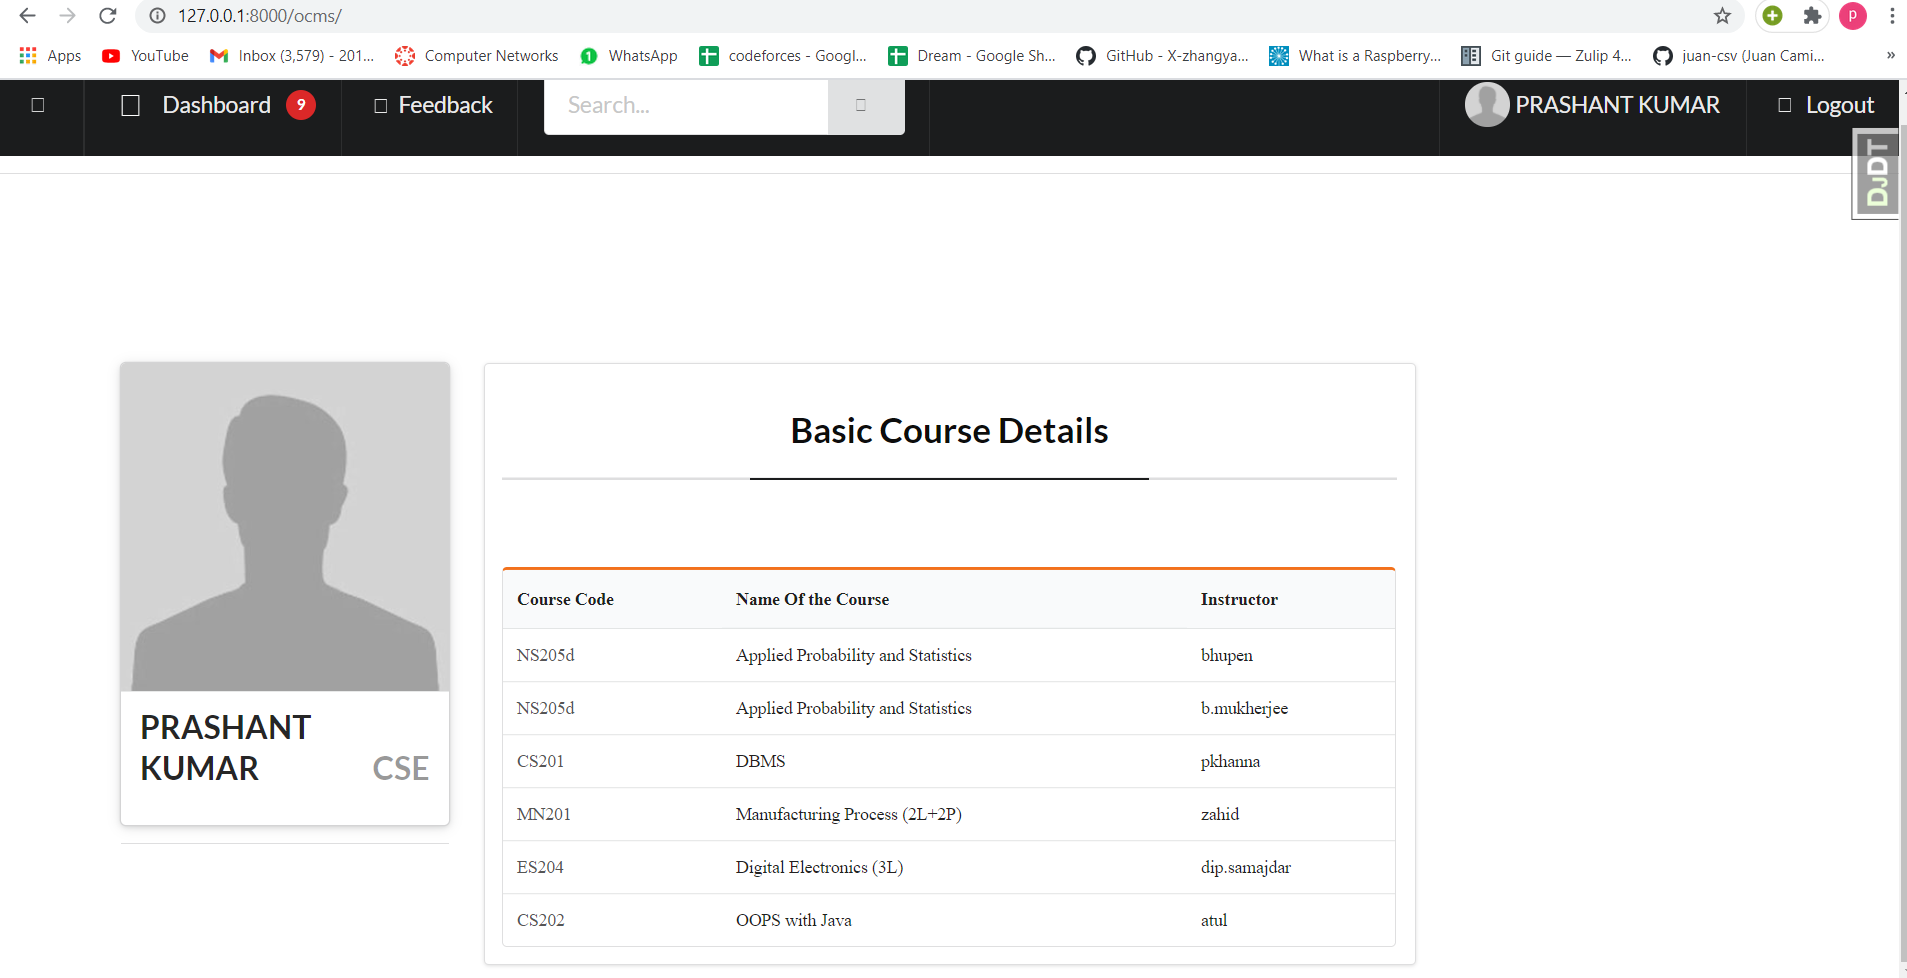 127.0.0.1:8000/ocms/
p
Apps YouTube Inbox (3,579) - 201... Computer Networks 1 WhatsApp codeforces - Googl... Dream - Google Sh... GitHub - X-zhangya... What is a Raspberry... Git guide — Zulip 4... juan-csv (Juan Cami... »
Dashboard 9 Feedback Search... PRASHANT KUMAR Logout
DjDT
Basic Course Details
Course Code Name Of the Course Instructor
NS205d Applied Probability and Statistics bhupen
NS205d Applied Probability and Statistics b.mukherjee
CS201 DBMS pkhanna
MN201 Manufacturing Process (2L+2P) zahid
ES204 Digital Electronics (3L) dip.samajdar
CS202 OOPS with Java atul
PRASHANT
KUMAR CSE